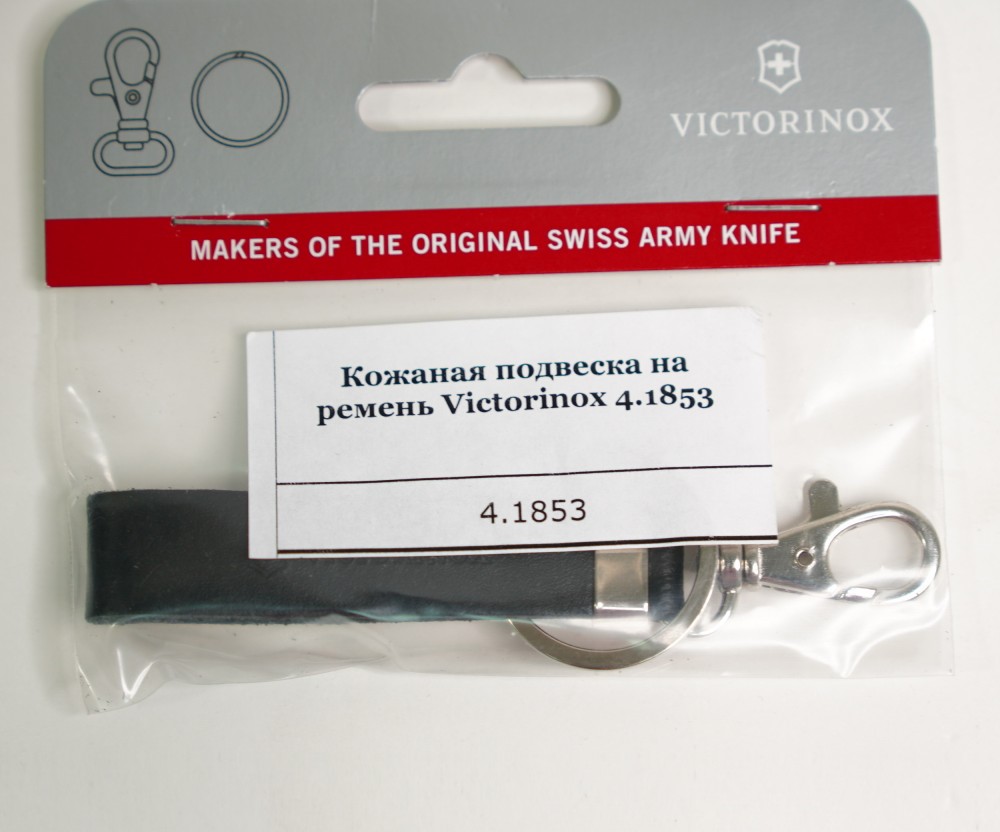 VICTORINOX
MAKERS OF THE ORIGINAL SWISS ARMY KNIFE
Кожаная подвеска на
ремень Victorinox 4.1853
4.1853